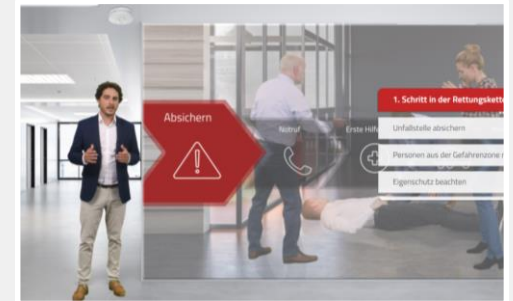 Absichern
Notruf
Erste Hilfe
1. Schritt in der Rettungskette
Unfallstelle absichern
Personen aus der Gefahrenzone
Eigenschutz beachten